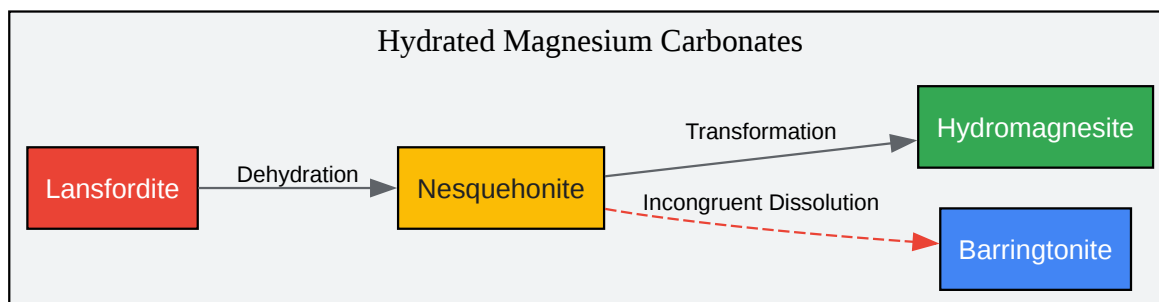 Hydrated Magnesium Carbonates
Lansfordite
Dehydration
Nesquehonite
Transformation
Hydromagnesite
Incongruent Dissolution
Barringtonite